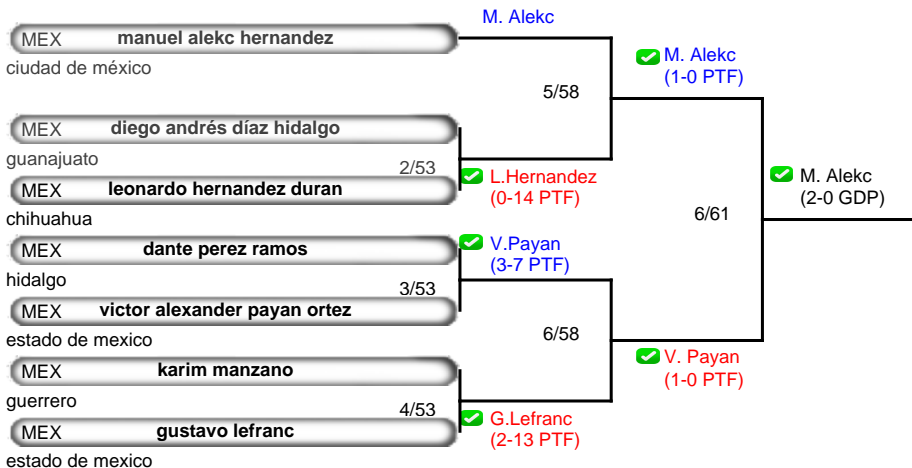 M. Alekc
MEX manuel alekc hernandez
ciudad de méxico
M. Alekc
(1-0 PTF)
5/58
MEX diego andrés díaz hidalgo
guanajuato
2/53
L.Hernandez
(0-14 PTF)
MEX leonardo hernandez duran
chihuahua
M. Alekc
(2-0 GDP)
6/61
MEX dante perez ramos
hidalgo
V.Payan
(3-7 PTF)
3/53
MEX victor alexander payan ortez
estado de mexico
6/58
V. Payan
(1-0 PTF)
MEX karim manzano
guerrero
4/53
G.Lefranc
(2-13 PTF)
MEX gustavo lefranc
estado de mexico